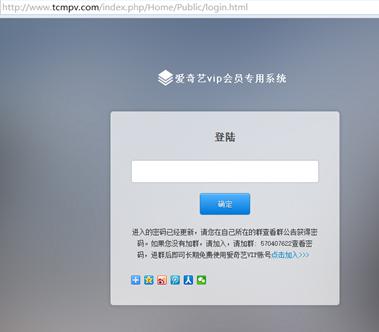 http://www.tcmpv.com/index.php/Home/Public/login.html
爱奇艺vip会员专用系统
登陆
确定
进入的密码已经更新，请您在自己所在的群查看群公告获得密
码。如果您没有加群，请加入，请加群：570407622查看密
码，进群后即可长期免费使用爱奇艺VIP账号点击加入>>>